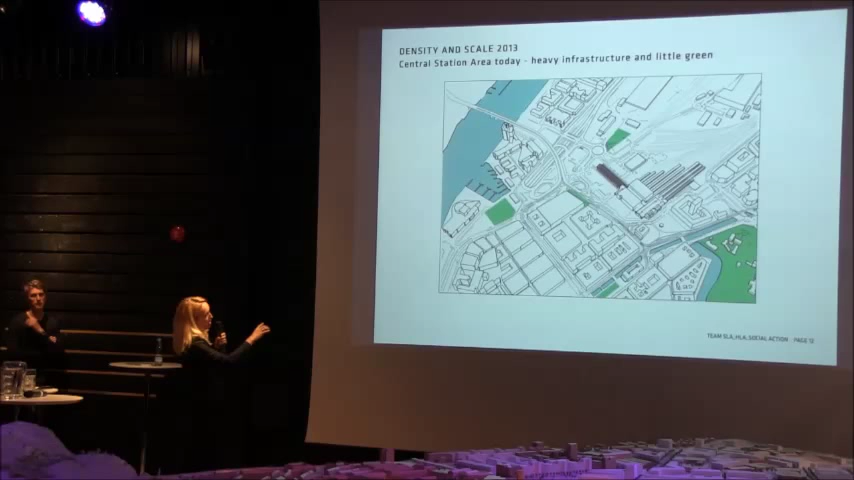 DENSITY AND SCALE 2013
Central Station Area today - heavy infrastructure and little green
TEAM SLA, HLA, SOCIAL ACTION PAGE 12